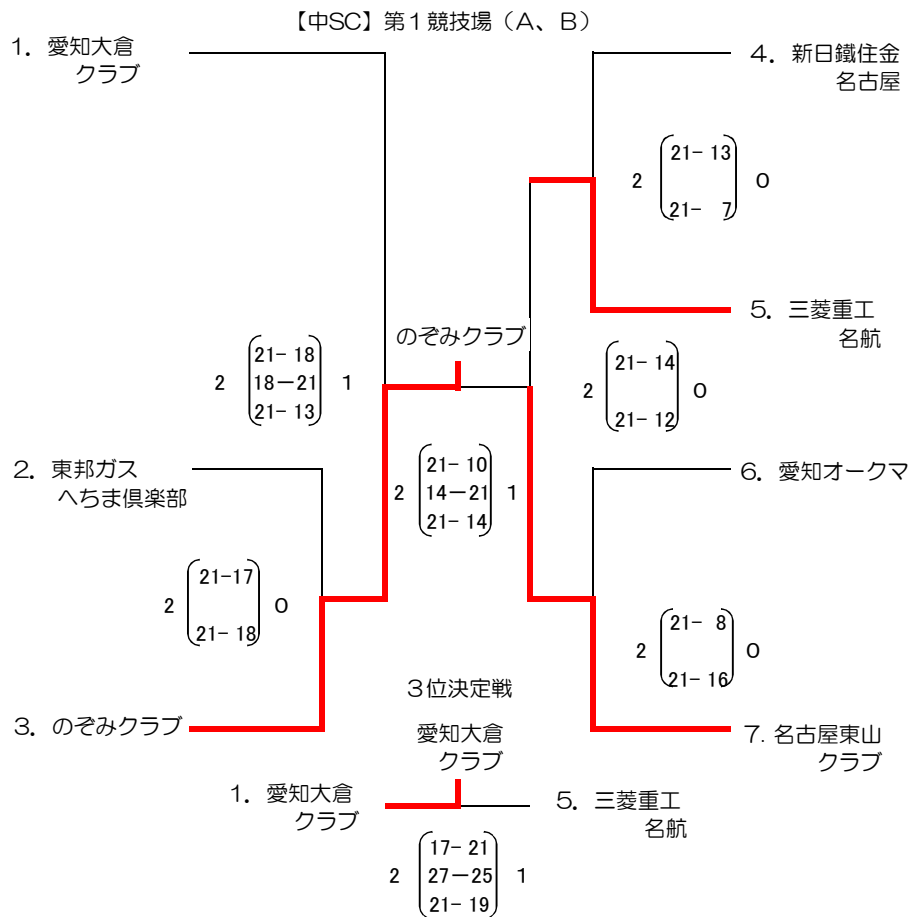 【中SC】第１競技場（A、B）
1．愛知大倉
クラブ
4．新日鐵住金
名古屋
2
21-13
21- 7
0
5．三菱重工
名航
のぞみクラブ
2
21-18
18－21
21-13
1
2
21-14
21-12
0
2．東邦ガス
へちま倶楽部
2
21-10
14－21
21-14
1
6．愛知オークマ
2
21-17
21-18
0
2
21- 8
21-16
0
3．のぞみクラブ
３位決定戦
7. 名古屋東山
クラブ
愛知大倉
クラブ
1．愛知大倉
クラブ
5．三菱重工
名航
2
17-21
27－25
21-19
1